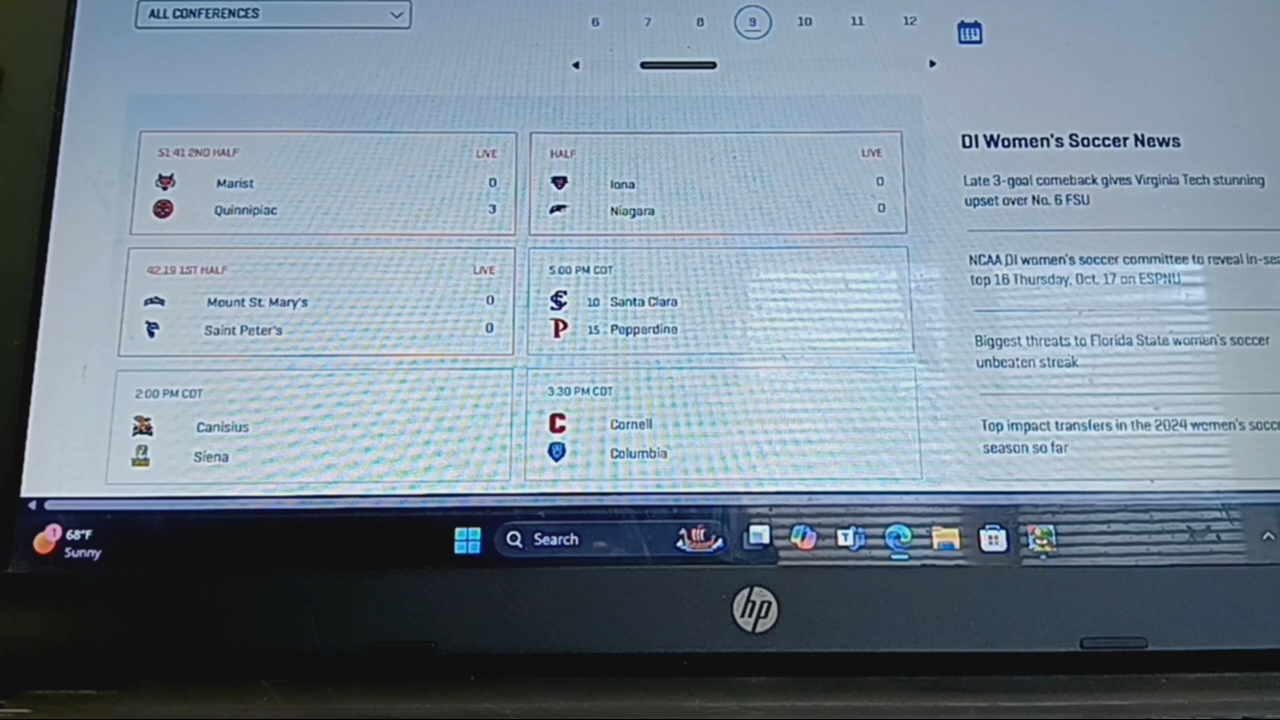 ALL CONFERENCES
6 7 8 9 10 11 12
51:41 2ND HALF LIVE
Marist 0
Quinnipiac 3
HALF LIVE
Iona 0
Niagara 0
42:19 1ST HALF LIVE
Mount St. Mary's 0
Saint Peter's 0
5:00 PM CDT
10 Santa Clara
15 Pepperdine
2:00 PM CDT
Canisius
Siena
3:30 PM CDT
Cornell
Columbia
DI Women's Soccer News
Late 3-goal comeback gives Virginia Tech stunning
upset over No. 6 FSU
NCAA DI women's soccer committee to reveal in-sea
top 16 Thursday, Oct. 17 on ESPNU
Biggest threats to Florida State women's soccer
unbeaten streak
Top impact transfers in the 2024 women's socce
season so far
1
68°F
Sunny
Search
hp